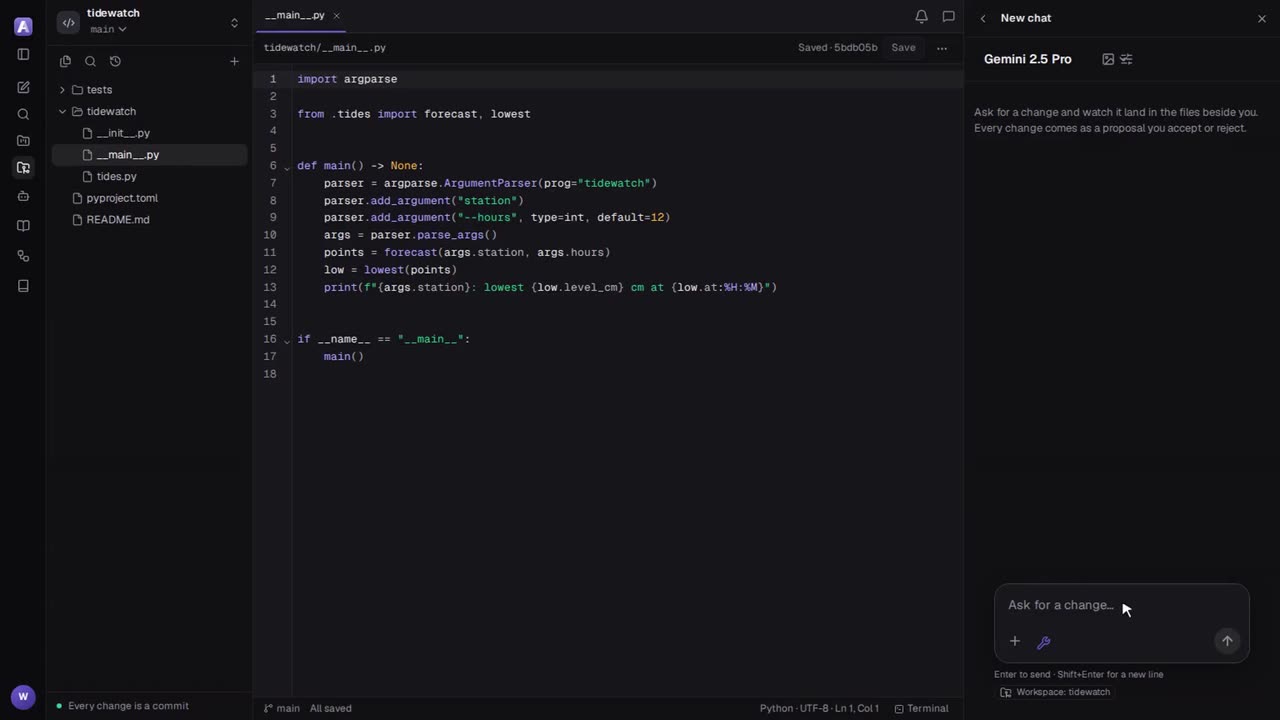 tidewatch
main
tests
tidewatch
__init__.py
__main__.py
tides.py
pyproject.toml
README.md
Every change is a commit
W
__main__.py
tidewatch/__main__.py
Saved · 5bdb05b
Save
1 import argparse
2
3 from .tides import forecast, lowest
4
5
6 def main() -> None:
7     parser = argparse.ArgumentParser(prog="tidewatch")
8     parser.add_argument("station")
9     parser.add_argument("--hours", type=int, default=12)
10     args = parser.parse_args()
11     points = forecast(args.station, args.hours)
12     low = lowest(points)
13     print(f"{args.station}: lowest {low.level_cm} cm at {low.at:%H:%M}")
14
15
16 if __name__ == "__main__":
17     main()
18
main
All saved
Python · UTF-8 · Ln 1, Col 1
Terminal
New chat
Gemini 2.5 Pro
Ask for a change and watch it land in the files beside you.
Every change comes as a proposal you accept or reject.
Ask for a change...
Enter to send · Shift+Enter for a new line
Workspace: tidewatch